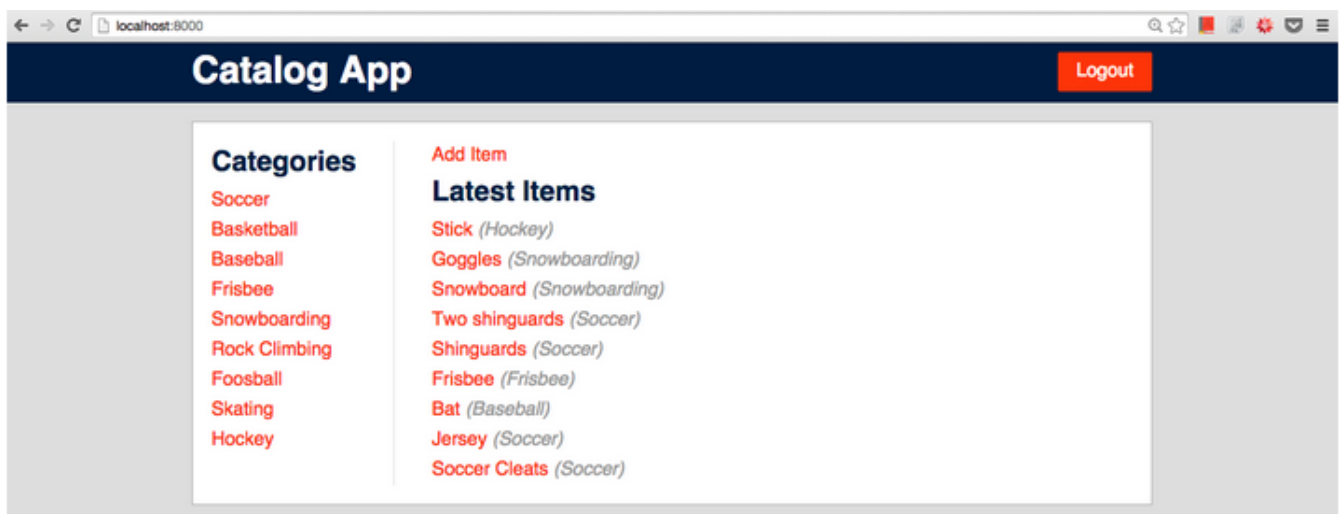 localhost:8000
Catalog App
Logout
Categories
Soccer
Basketball
Baseball
Frisbee
Snowboarding
Rock Climbing
Foosball
Skating
Hockey
Add Item
Latest Items
Stick (Hockey)
Goggles (Snowboarding)
Snowboard (Snowboarding)
Two shinguards (Soccer)
Shinguards (Soccer)
Frisbee (Frisbee)
Bat (Baseball)
Jersey (Soccer)
Soccer Cleats (Soccer)